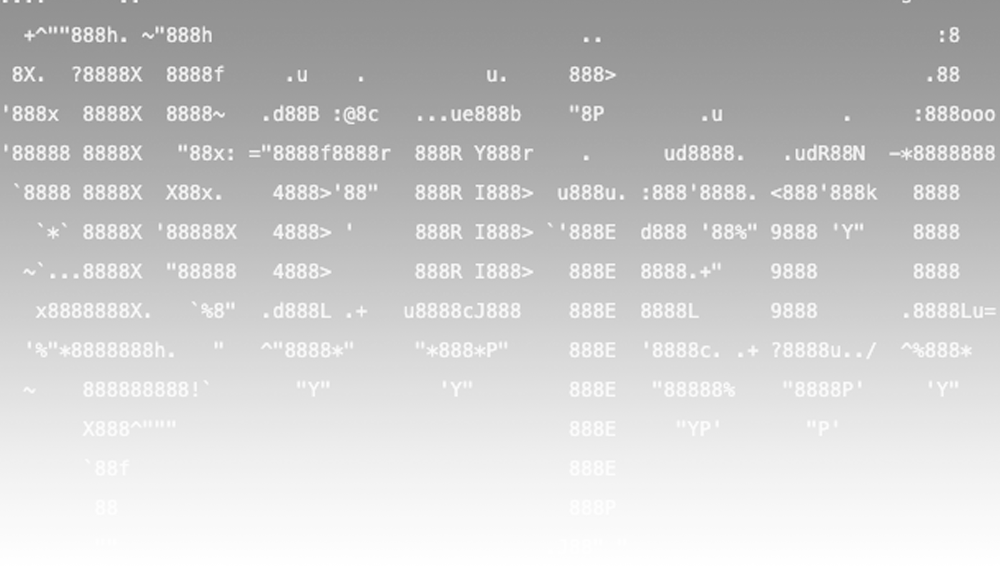 +^""888h. ~"888h                               ..                            :8
 8X.  ?8888X  8888f     .u    .          u.     888>                          .88
'888x  8888X  8888~   .d88B :@8c   ...ue888b    "8P        .u          .     :888ooo
'88888 8888X   "88x: ="8888f8888r  888R Y888r    .      ud8888.   .udR88N  -*8888888
 `8888 8888X  X88x.    4888>'88"   888R I888>  u888u. :888'8888. <888'888k   8888
   `*` 8888X '88888X   4888> '     888R I888> `'888E  d888 '88%" 9888 'Y"    8888
  ~`...8888X  "88888   4888>       888R I888>   888E  8888.+"    9888        8888
   x8888888X.   `%8"  .d888L .+   u8888cJ888    888E  8888L      9888       .8888Lu=
  '%"*8888888h.   "   ^"8888*"     "*888*P"     888E  '8888c. .+ ?8888u../  ^%888*
  ~    888888888!`       "Y"         'Y"        888E   "88888%    "8888P'     'Y"
       X888^"""                                 888E     "YP'       "P'
       `88f                                     888E
        88                                      888P